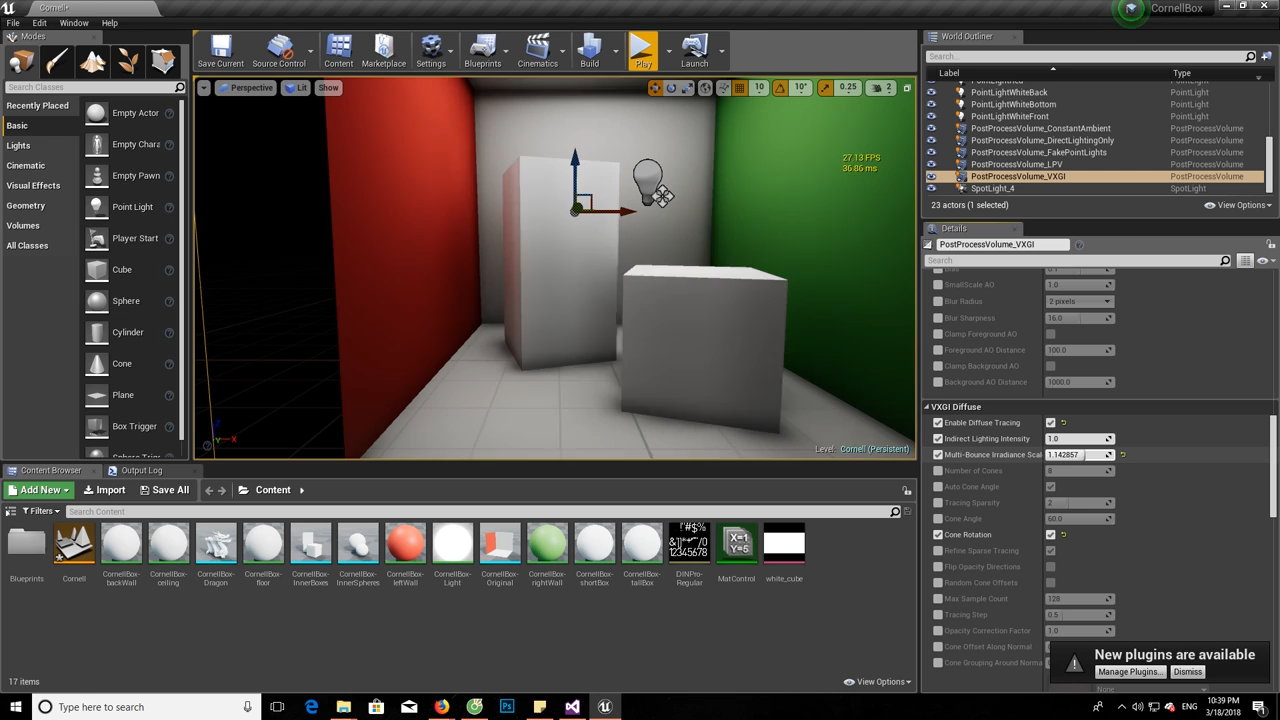 Cornell*
CornellBox
File Edit Window Help
Modes
Search Classes
Recently Placed
Basic
Lights
Cinematic
Visual Effects
Geometry
Volumes
All Classes
Empty Actor
Empty Chara
Empty Pawn
Point Light
Player Start
Cube
Sphere
Cylinder
Cone
Plane
Box Trigger
Save Current
Source Control
Content
Marketplace
Settings
Blueprints
Cinematics
Build
Play
Launch
Perspective
Lit
Show
10
10°
0.25
2
27.13 FPS
36.86 ms
Level: Cornell (Persistent)
World Outliner
Search...
Label Type
PointLightWhiteBack PointLight
PointLightWhiteBottom PointLight
PointLightWhiteFront PointLight
PostProcessVolume_ConstantAmbient PostProcessVolume
PostProcessVolume_DirectLightingOnly PostProcessVolume
PostProcessVolume_FakePointLights PostProcessVolume
PostProcessVolume_LPV PostProcessVolume
PostProcessVolume_VXGI PostProcessVolume
SpotLight_4 SpotLight
23 actors (1 selected)
View Options
Details
PostProcessVolume_VXGI
Search
SmallScale AO 1.0
Blur Radius 2 pixels
Blur Sharpness 16.0
Clamp Foreground AO
Foreground AO Distance 100.0
Clamp Background AO
Background AO Distance 1000.0
VXGI Diffuse
Enable Diffuse Tracing
Indirect Lighting Intensity 1.0
Multi-Bounce Irradiance Scal 1.142857
Number of Cones 8
Auto Cone Angle
Tracing Sparsity 2
Cone Angle 60.0
Cone Rotation
Refine Sparse Tracing
Flip Opacity Directions
Random Cone Offsets
Max Sample Count 128
Tracing Step 0.5
Opacity Correction Factor 1.0
Cone Offset Along Normal
Cone Grouping Around Norma
None
New plugins are available
Manage Plugins... Dismiss
Content Browser
Output Log
Add New
Import
Save All
Content
Filters
Search Content
Blueprints
Cornell
CornellBox-backWall
CornellBox-ceiling
CornellBox-Dragon
CornellBox-floor
CornellBox-InnerBoxes
CornellBox-InnerSpheres
CornellBox-leftWall
CornellBox-Light
CornellBox-Original
CornellBox-rightWall
CornellBox-shortBox
CornellBox-tallBox
DINPro-Regular
MatControl
white_cube
!"#$%
X=1
Y=5
17 items
View Options
Type here to search
ENG
10:39 PM
3/18/2018